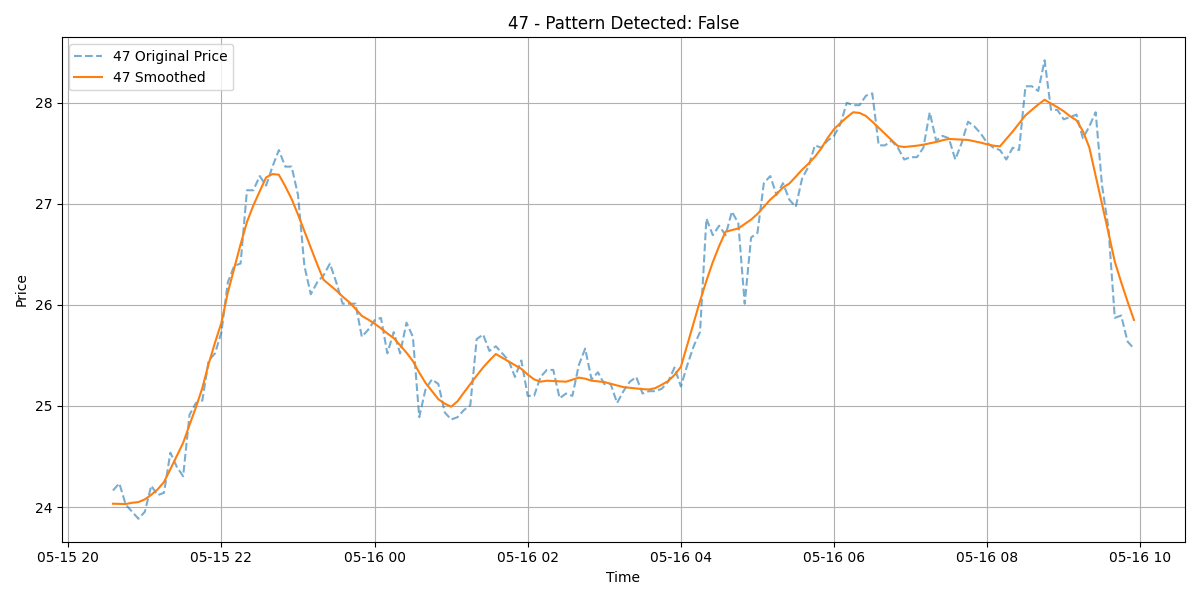 47 - Pattern Detected: False
47 Original Price
47 Smoothed
Price
28
27
26
25
24
05-15 20 05-15 22 05-16 00 05-16 02 05-16 04 05-16 06 05-16 08 05-16 10
Time